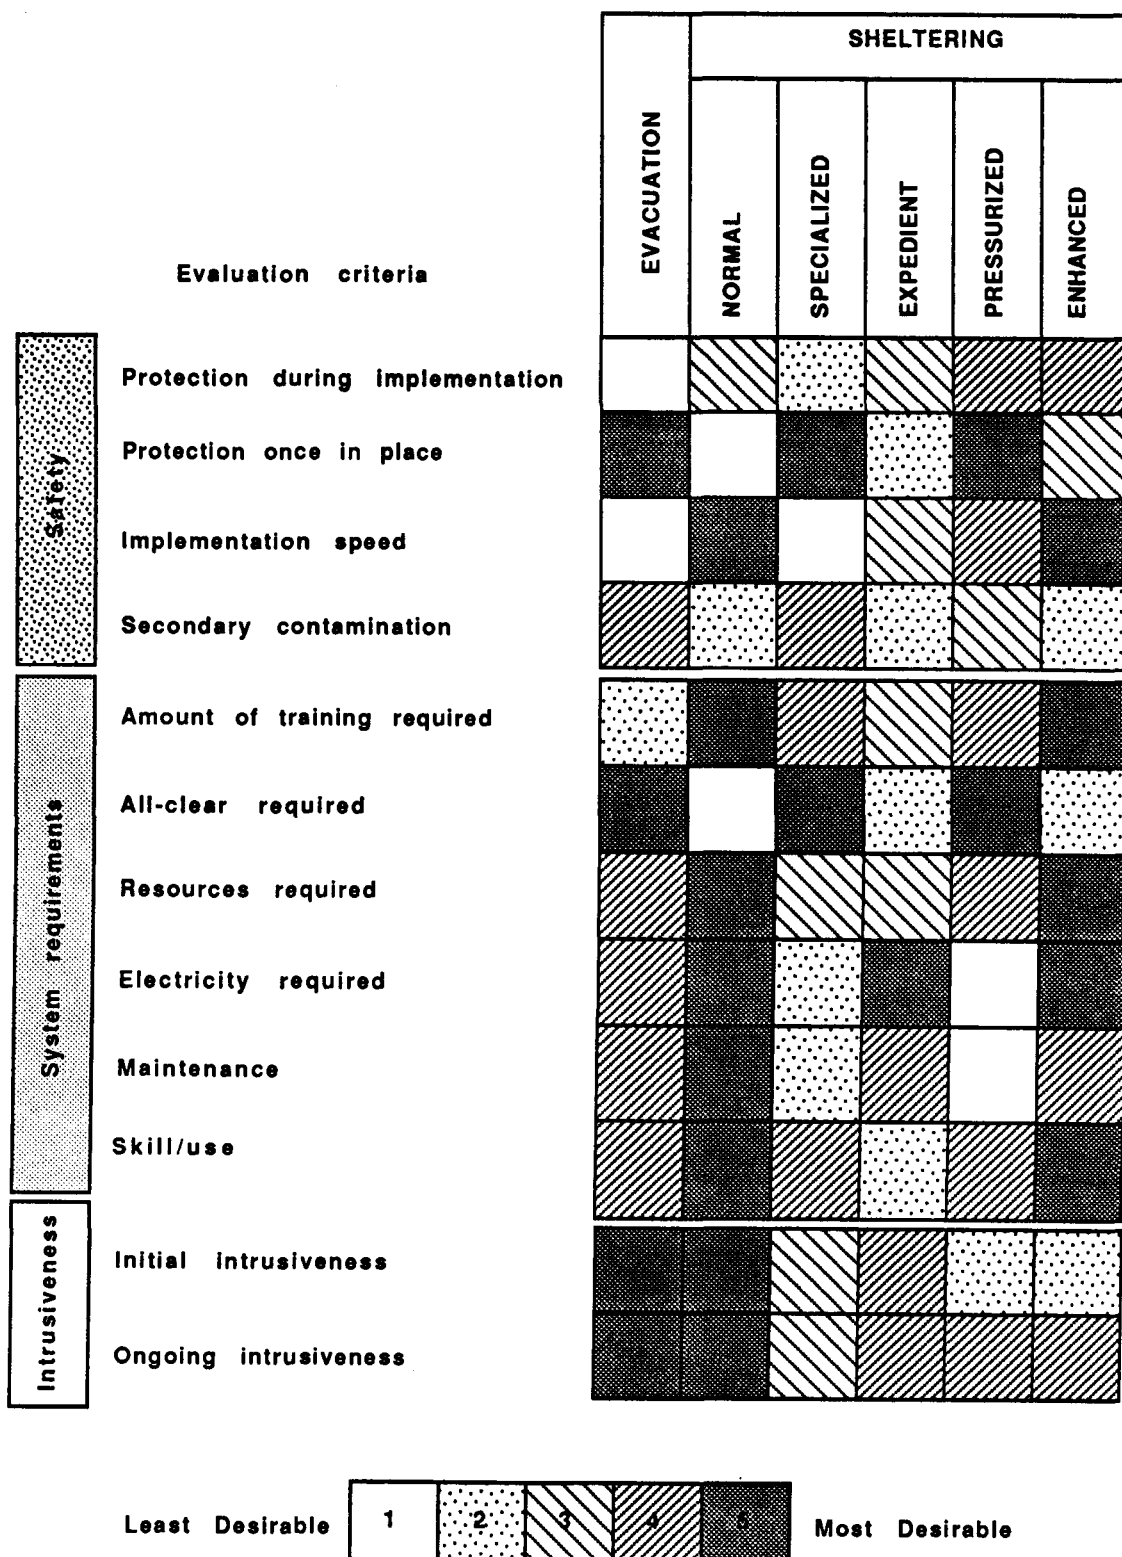 SHELTERING
EVACUATION
NORMAL
SPECIALIZED
EXPEDIENT
PRESSURIZED
ENHANCED
Evaluation criteria
Safety
Protection during implementation
Protection once in place
Implementation speed
Secondary contamination
System requirements
Amount of training required
All-clear required
Resources required
Electricity required
Maintenance
Skill/use
Intrusiveness
Initial intrusiveness
Ongoing intrusiveness
Least Desirable 1 2 3 4 5 Most Desirable